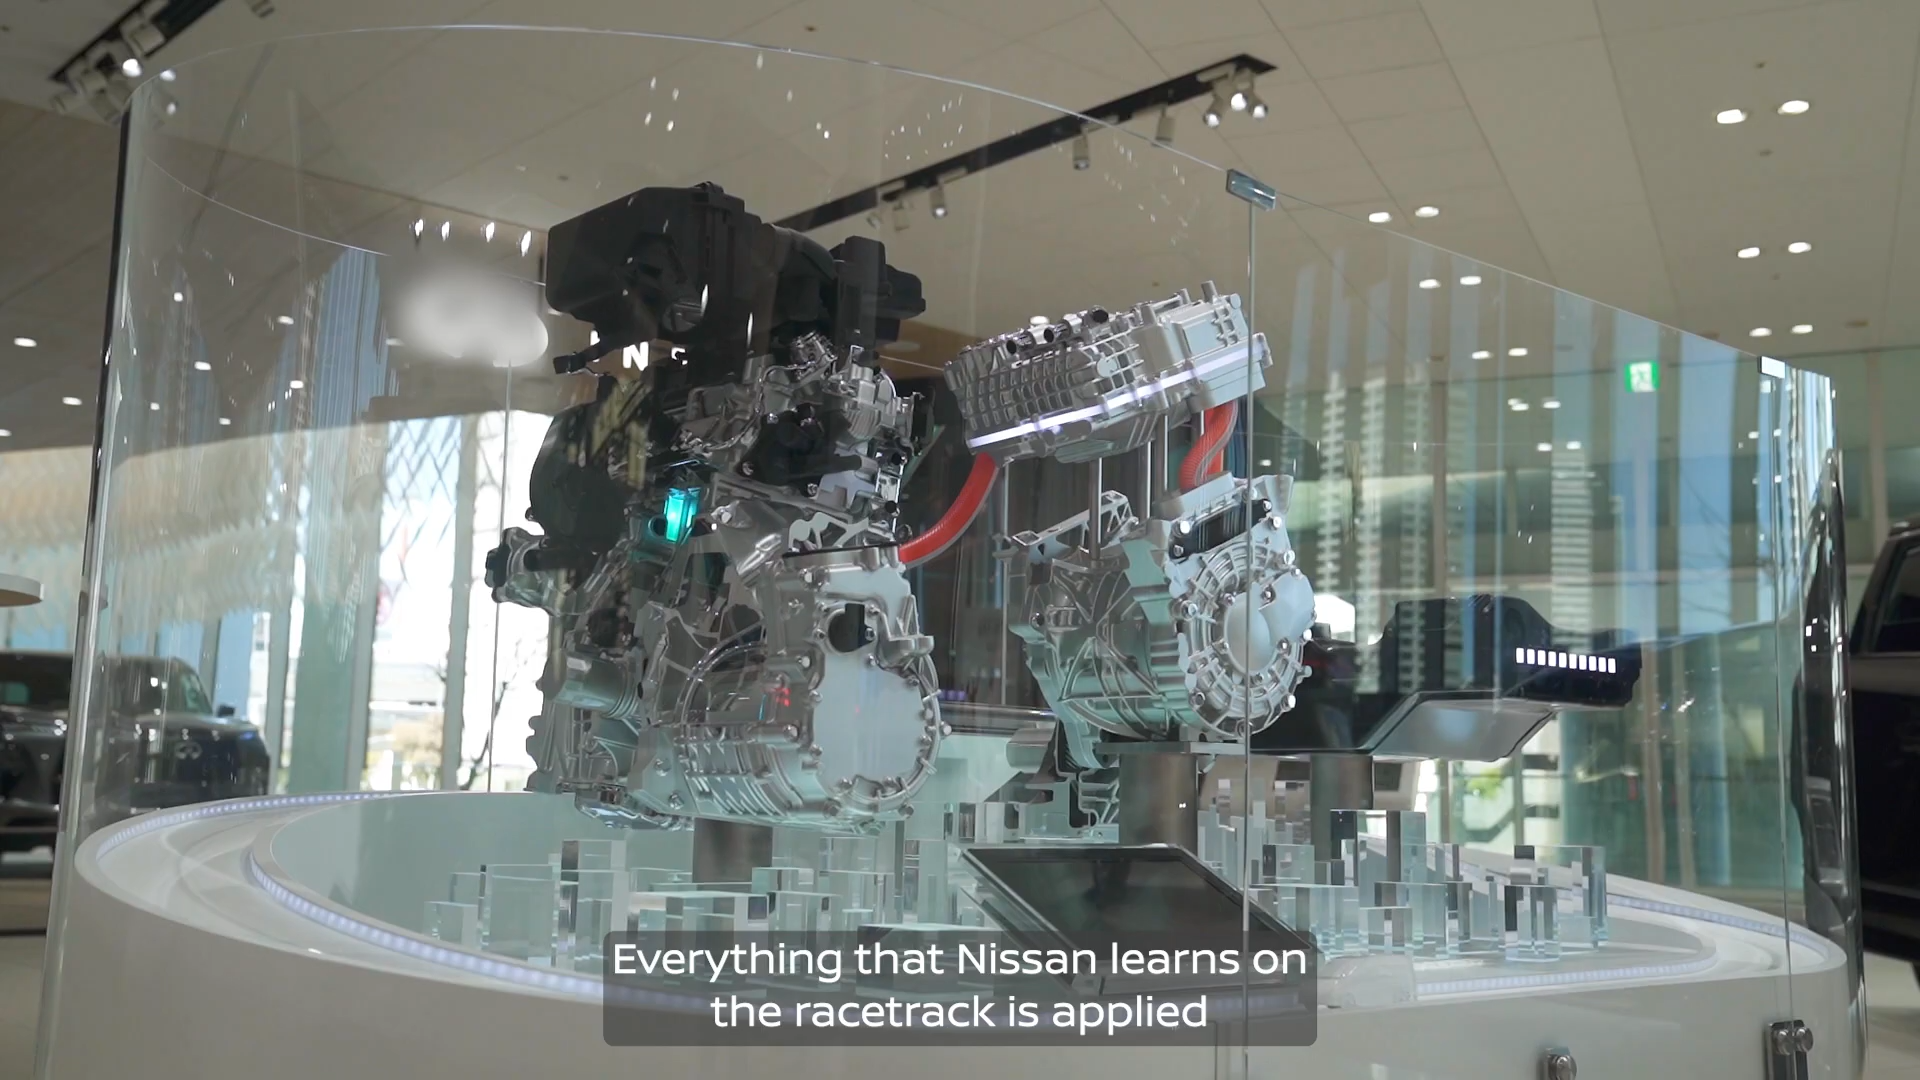 Everything that Nissan learns on
the racetrack is applied